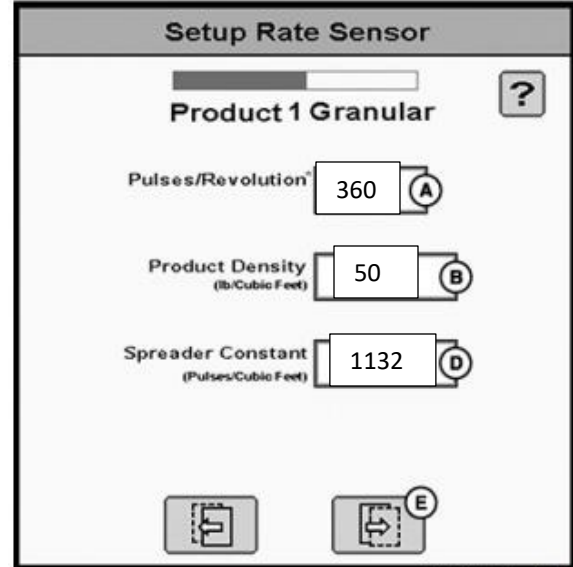 Setup Rate Sensor
?
Product 1 Granular
Pulses/Revolution* 360 A
Product Density 50 B
(lb/Cubic Feet)
Spreader Constant 1132 D
(Pulses/Cubic Feet)
E